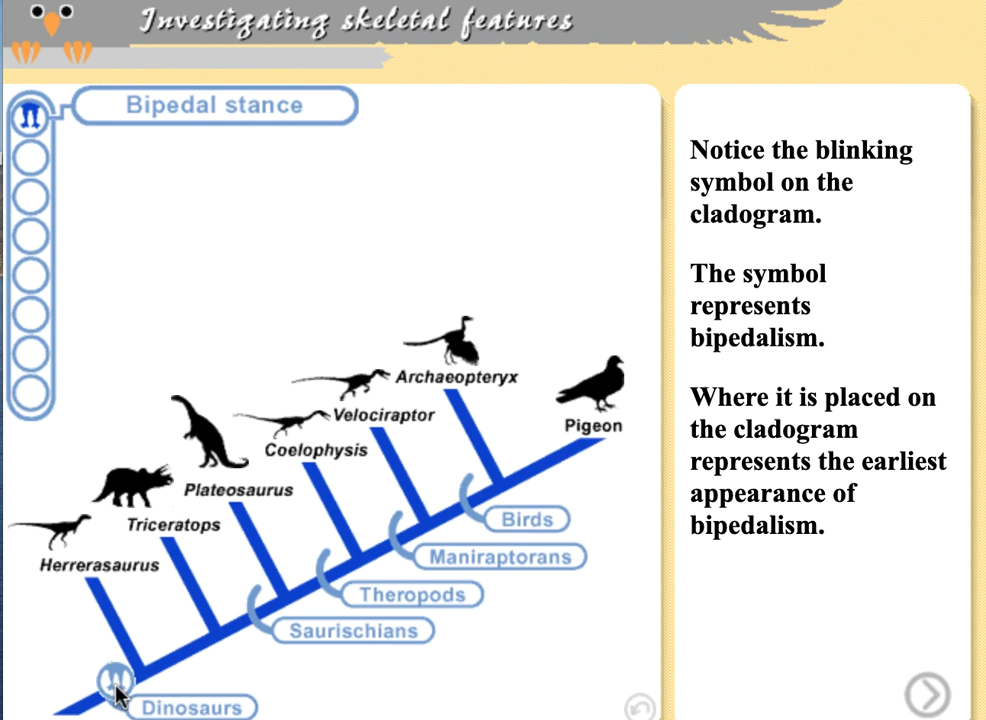 Investigating skeletal features
Bipedal stance
Notice the blinking
symbol on the
cladogram.
The symbol
represents
bipedalism.
Where it is placed on
the cladogram
represents the earliest
appearance of
bipedalism.
Archaeopteryx
Velociraptor
Pigeon
Coelophysis
Plateosaurus
Triceratops
Herrerasaurus
Birds
Maniraptorans
Theropods
Saurischians
Dinosaurs